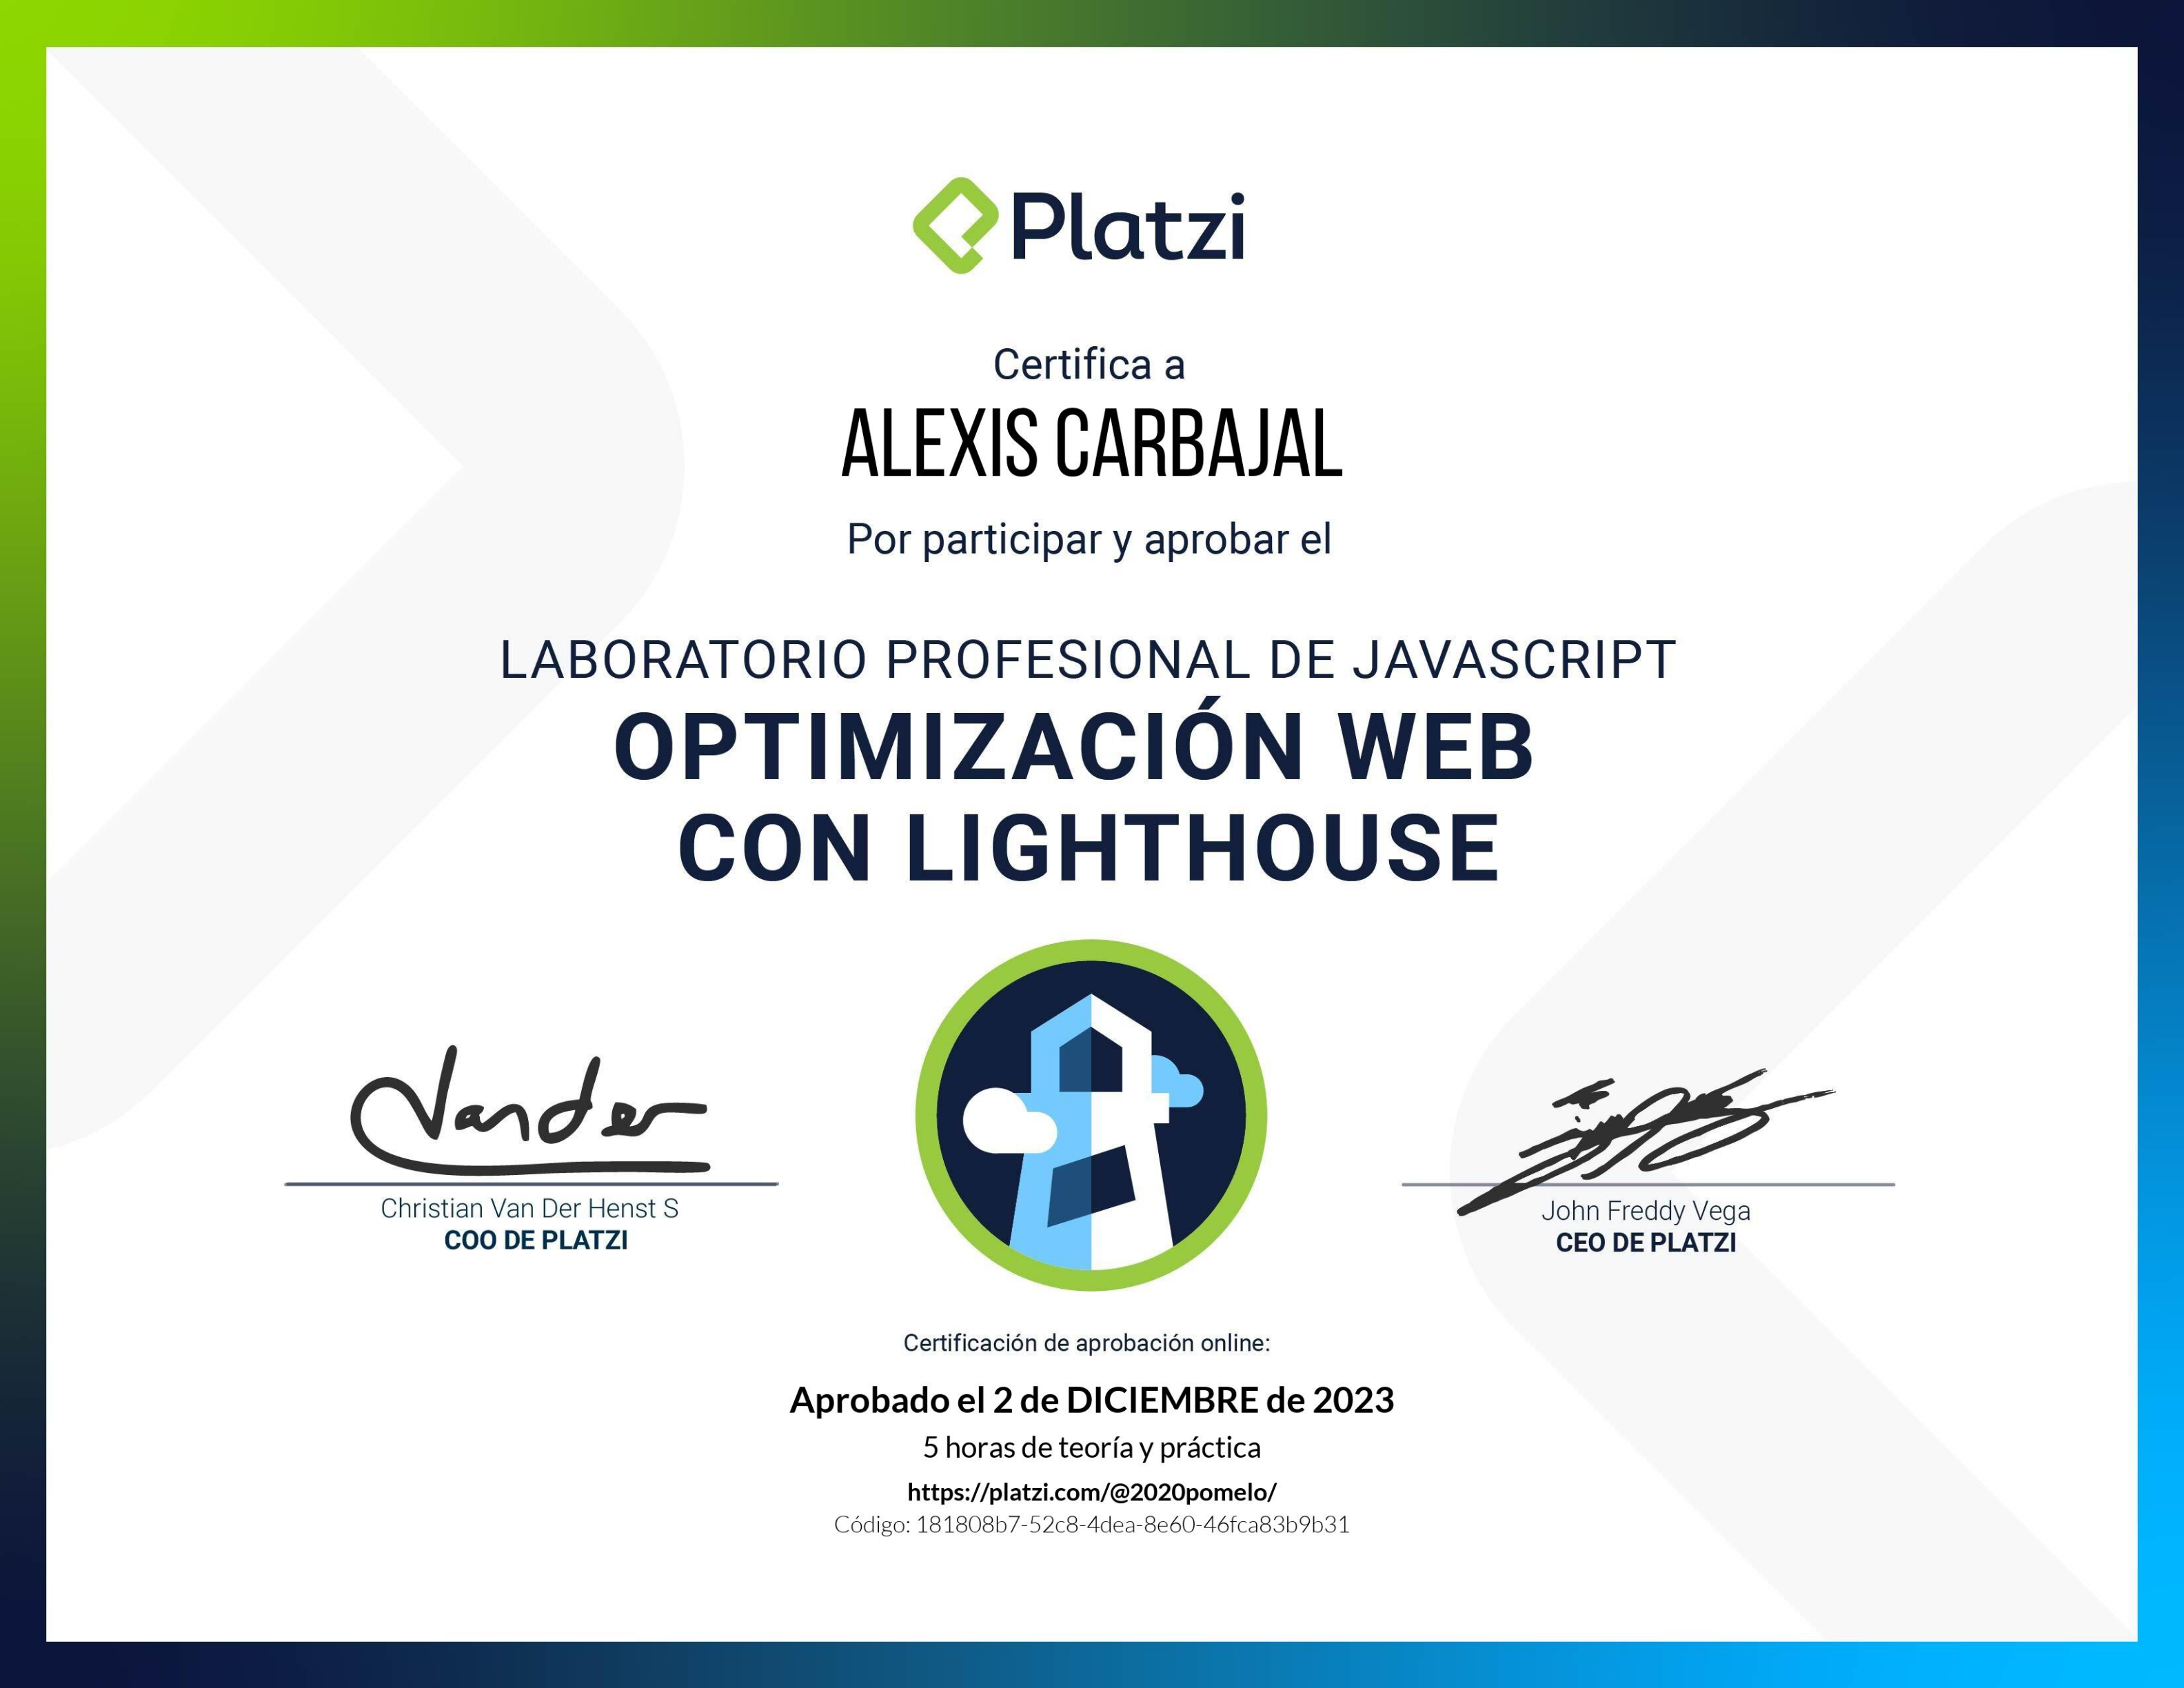 Platzi
Certifica a
ALEXIS CARBAJAL
Por participar y aprobar el
LABORATORIO PROFESIONAL DE JAVASCRIPT
OPTIMIZACIÓN WEB
CON LIGHTHOUSE
Vander
Christian Van Der Henst S
COO DE PLATZI
John Freddy Vega
CEO DE PLATZI
Certificación de aprobación online:
Aprobado el 2 de DICIEMBRE de 2023
5 horas de teoría y práctica
https://platzi.com/@2020pomelo/
Código: 181808b7-52c8-4dea-8e60-46fca83b9b31